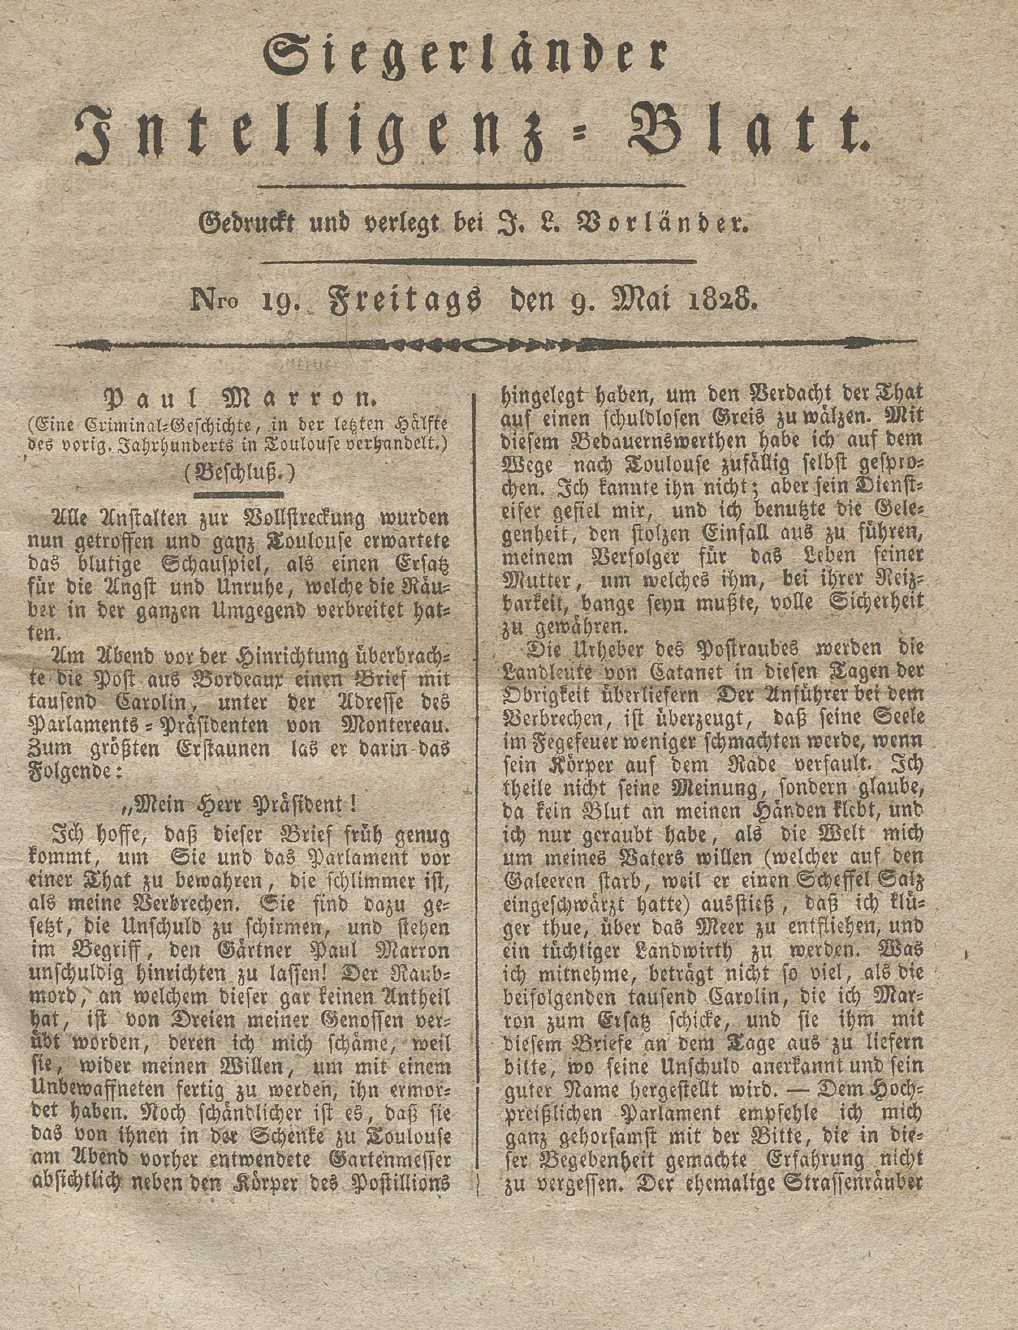 Siegerländer
Intelligenz-Blatt.
Gedruckt und verlegt bei J. L. Vorländer.
Nro 19. Freitags den 9. Mai 1828.
Paul Marron.
(Eine Criminal-Geschichte, in der letzten Hälfte
des vorig. Jahrhunderts in Toulouse verhandelt.)
(Beschluß.)
Alle Anstalten zur Vollstreckung wurden
nun getroffen und ganz Toulouse erwartete
das blutige Schauspiel, als einen Ersatz
für die Angst und Unruhe, welche die Räu-
ber in der ganzen Umgegend verbreitet hat-
ten.
Am Abend vor der Hinrichtung überbrach-
te die Post aus Bordeaux einen Brief mit
tausend Carolin, unter der Adresse des
Parlaments-Präsidenten von Montereau.
Zum größten Erstaunen las er darin das
Folgende:
„Mein Herr Präsident!
Ich hoffe, daß dieser Brief früh genug
kommt, um Sie und das Parlament vor
einer That zu bewahren, die schlimmer ist,
als meine Verbrechen. Sie sind dazu ge-
setzt, die Unschuld zu schirmen, und stehen
im Begriff, den Gärtner Paul Marron
unschuldig hinrichten zu lassen! Der Raub-
mord, an welchem dieser gar keinen Antheil
hat, ist von Dreien meiner Genossen ver-
übt worden, deren ich mich schäme, weil
sie, wider meinen Willen, um mit einem
Unbewaffneten fertig zu werden, ihn ermor-
det haben. Noch schändlicher ist es, daß sie
das von ihnen in der Schenke zu Toulouse
am Abend vorher entwendete Gartenmesser
absichtlich neben den Körper des Postillions
hingelegt haben, um den Verdacht der That
auf einen schuldlosen Greis zu wälzen. Mit
diesem Bedauernswerthen habe ich auf dem
Wege nach Toulouse zufällig selbst gespro-
chen. Ich kannte ihn nicht; aber sein Dienst-
eifer gefiel mir, und ich benutzte die Gele-
genheit, den stolzen Einfall aus zu führen,
meinem Verfolger für das Leben seiner
Mutter, um welches ihm, bei ihrer Reiz-
barkeit, bange seyn mußte, volle Sicherheit
zu gewähren.
Die Urheber des Postraubes werden die
Landleute von Catanet in diesen Tagen der
Obrigkeit überliefern Der Anführer bei dem
Verbrechen, ist überzeugt, daß seine Seele
im Fegefeuer weniger schmachten werde, wenn
sein Körper auf dem Rade verfault. Ich
theile nicht seine Meinung, sondern glaube,
da kein Blut an meinen Händen klebt, und
ich nur geraubt habe, als die Welt mich
um meines Vaters willen (welcher auf den
Galeeren starb, weil er einen Scheffel Salz
eingeschwärzt hatte) ausstieß, daß ich klü-
ger thue, über das Meer zu entfliehen, und
ein tüchtiger Landwirth zu werden. Was
ich mitnehme, beträgt nicht so viel, als die
beifolgenden tausend Carolin, die ich Mar-
ron zum Ersatz schicke, und sie ihm mit
diesem Briefe an dem Tage aus zu liefern
bitte, wo seine Unschuld anerkannt und sein
guter Name hergestellt wird. — Dem Hoch-
preißlichen Parlament empfehle ich mich
ganz gehorsamst mit der Bitte, die in die-
ser Begebenheit gemachte Erfahrung nicht
zu vergessen. Der ehemalige Strassenräuber